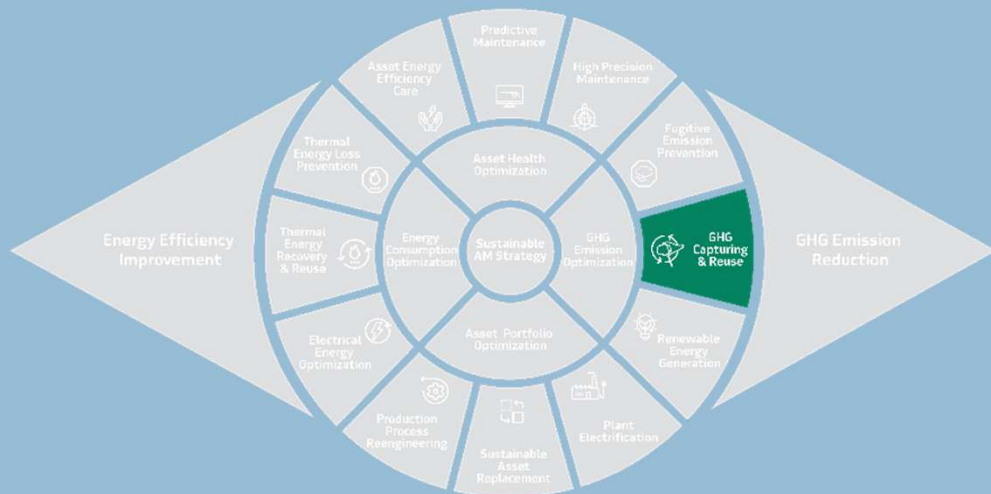 Predictive
Maintenance
Asset Energy
Efficiency
Care
High Precision
Maintenance
Thermal
Energy Loss
Prevention
Fugitive
Emission
Prevention
Asset Health
Optimization
Energy Efficiency
Improvement
Thermal
Energy
Recovery
& Reuse
Energy
Consumption
Optimization
Sustainable
AM Strategy
GHG
Emission
Optimization
GHG
Capturing
& Reuse
GHG Emission
Reduction
Electrical
Energy
Optimization
Asset Portfolio
Optimization
Renewable
Energy
Generation
Production
Process
Reengineering
Sustainable
Asset
Replacement
Plant
Electrification